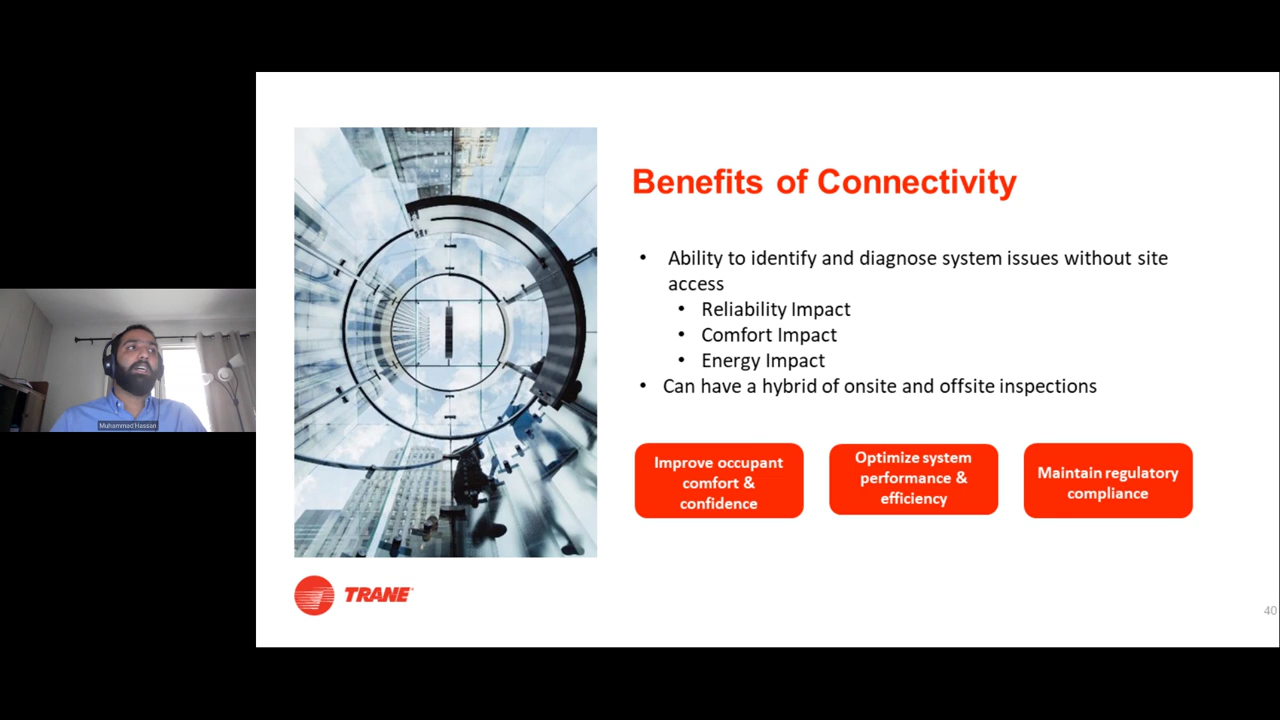 Benefits of Connectivity
• Ability to identify and diagnose system issues without site
access
• Reliability Impact
• Comfort Impact
• Energy Impact
• Can have a hybrid of onsite and offsite inspections
Improve occupant
comfort &
confidence
Optimize system
performance &
efficiency
Maintain regulatory
compliance
Muhammad Hassan
TRANE
40